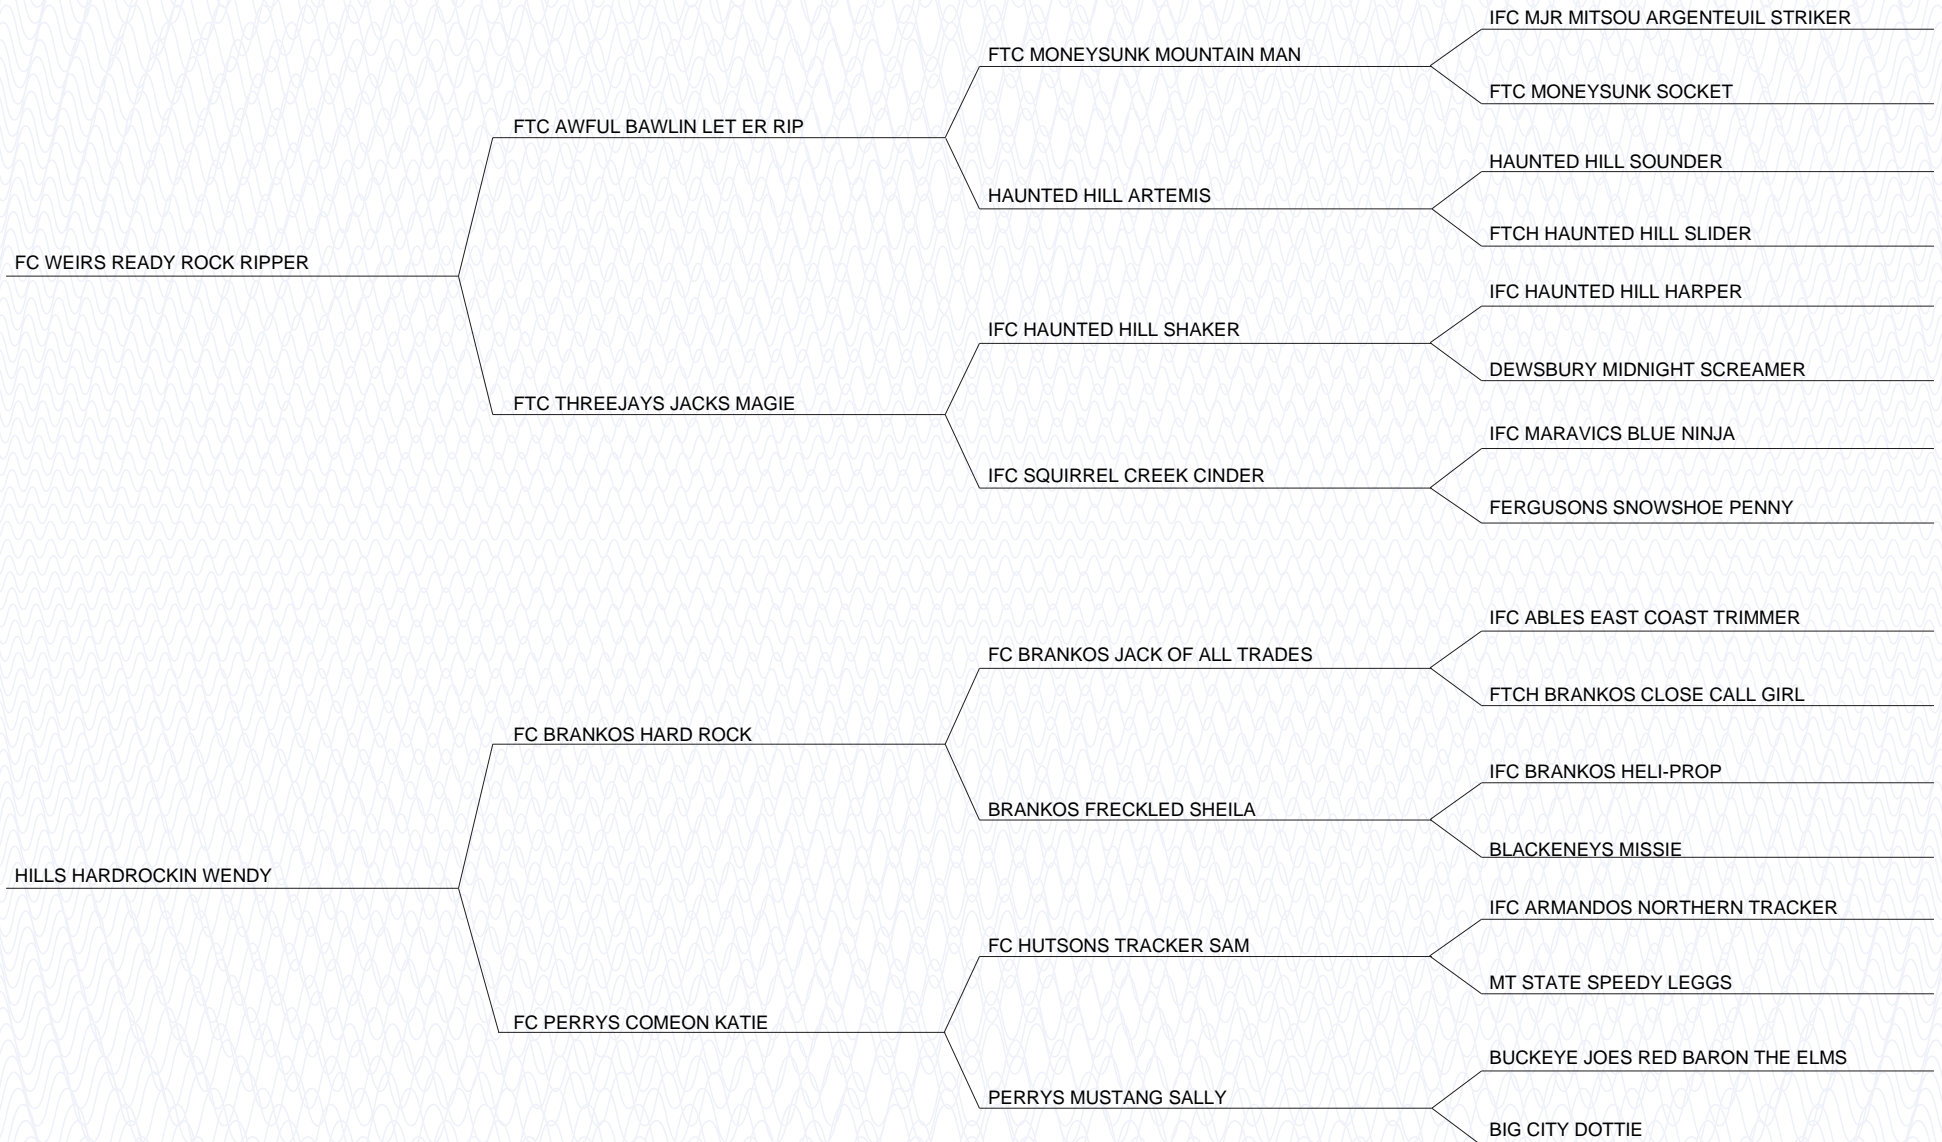 IFC MJR MITSOU ARGENTEUIL STRIKER
FTC MONEYSUNK MOUNTAIN MAN
FTC MONEYSUNK SOCKET
FTC AWFUL BAWLIN LET ER RIP
HAUNTED HILL SOUNDER
HAUNTED HILL ARTEMIS
FTCH HAUNTED HILL SLIDER
FC WEIRS READY ROCK RIPPER
IFC HAUNTED HILL HARPER
IFC HAUNTED HILL SHAKER
DEWSBURY MIDNIGHT SCREAMER
FTC THREEJAYS JACKS MAGIE
IFC MARAVICS BLUE NINJA
IFC SQUIRREL CREEK CINDER
FERGUSONS SNOWSHOE PENNY
IFC ABLES EAST COAST TRIMMER
FC BRANKOS JACK OF ALL TRADES
FTCH BRANKOS CLOSE CALL GIRL
FC BRANKOS HARD ROCK
IFC BRANKOS HELI-PROP
BRANKOS FRECKLED SHEILA
BLACKENEYS MISSIE
HILLS HARDROCKIN WENDY
IFC ARMANDOS NORTHERN TRACKER
FC HUTSONS TRACKER SAM
MT STATE SPEEDY LEGGS
FC PERRYS COMEON KATIE
BUCKEYE JOES RED BARON THE ELMS
PERRYS MUSTANG SALLY
BIG CITY DOTTIE